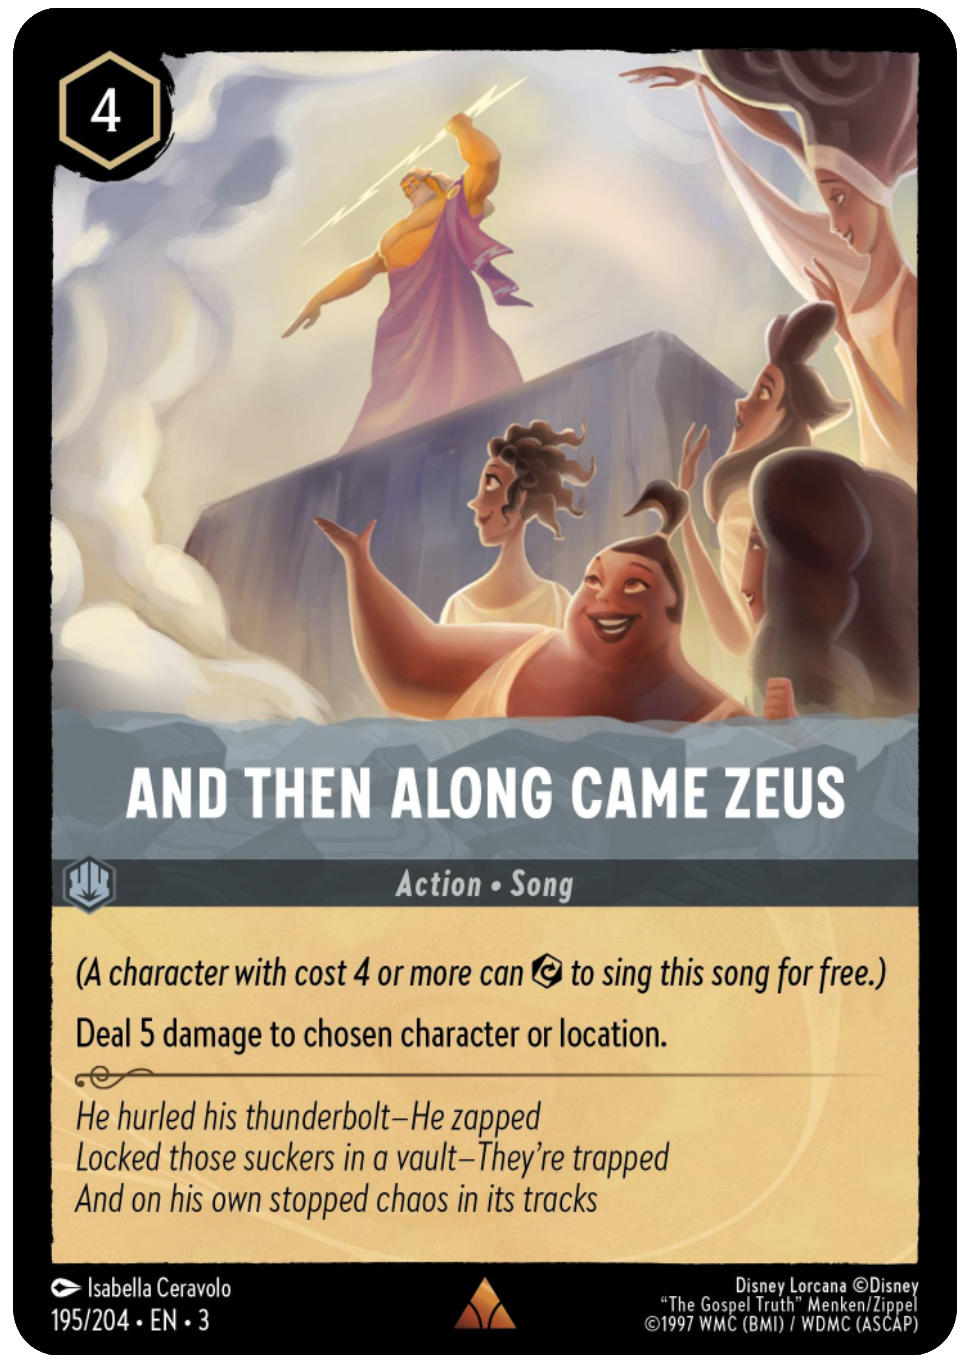 4
AND THEN ALONG CAME ZEUS
Action • Song
(A character with cost 4 or more can to sing this song for free.)
Deal 5 damage to chosen character or location.
He hurled his thunderbolt–He zapped
Locked those suckers in a vault–They're trapped
And on his own stopped chaos in its tracks
Isabella Ceravolo
195/204 • EN • 3
Disney Lorcana ©Disney
“The Gospel Truth” Menken/Zippel
©1997 WMC (BMI) / WDMC (ASCAP)